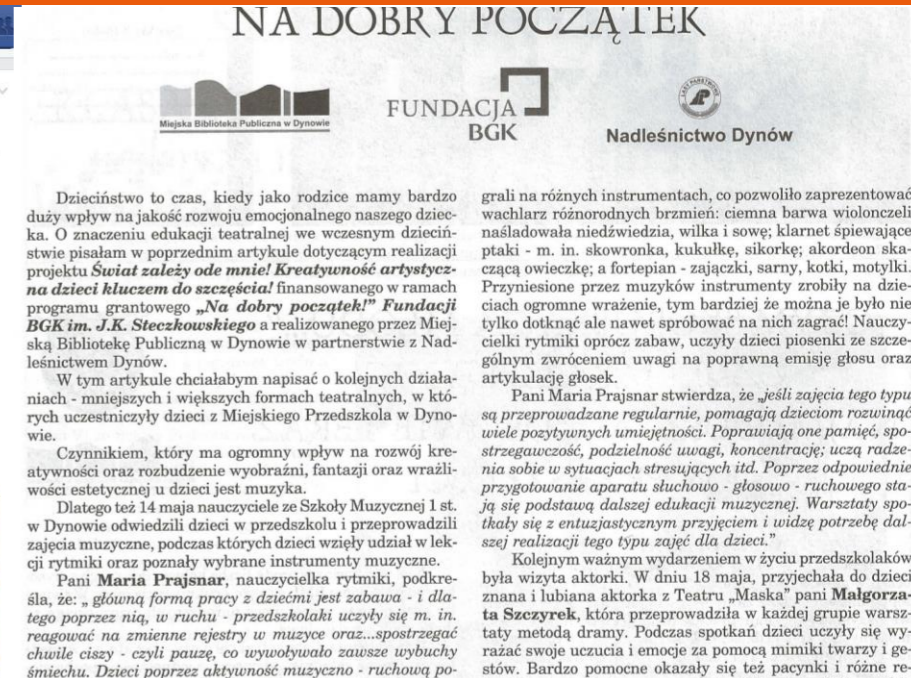 NA DOBRY POCZĄTEK
Miejska Biblioteka Publiczna w Dynowie
FUNDACJA
BGK
LASY PAŃSTWOWE
Nadleśnictwo Dynów
Dzieciństwo to czas, kiedy jako rodzice mamy bardzo
duży wpływ na jakość rozwoju emocjonalnego naszego dziec-
ka. O znaczeniu edukacji teatralnej we wczesnym dzieciń-
stwie pisałam w poprzednim artykule dotyczącym realizacji
projektu Świat zależy ode mnie! Kreatywność artystycz-
na dzieci kluczem do szczęścia! finansowanego w ramach
programu grantowego „Na dobry początek!” Fundacji
BGK im. J.K. Steczkowskiego a realizowanego przez Miej-
ską Bibliotekę Publiczną w Dynowie w partnerstwie z Nad-
leśnictwem Dynów.
W tym artykule chciałabym napisać o kolejnych działa-
niach - mniejszych i większych formach teatralnych, w któ-
rych uczestniczyły dzieci z Miejskiego Przedszkola w Dyno-
wie.
Czynnikiem, który ma ogromny wpływ na rozwój kre-
atywności oraz rozbudzenie wyobraźni, fantazji oraz wrażli-
wości estetycznej u dzieci jest muzyka.
Dlatego też 14 maja nauczyciele ze Szkoły Muzycznej 1 st.
w Dynowie odwiedzili dzieci w przedszkolu i przeprowadzili
zajęcia muzyczne, podczas których dzieci wzięły udział w lek-
cji rytmiki oraz poznały wybrane instrumenty muzyczne.
Pani Maria Prajsnar, nauczycielka rytmiki, podkre-
śla, że: „ główną formą pracy z dziećmi jest zabawa - i dla-
tego poprzez nią, w ruchu - przedszkolaki uczyły się m. in.
reagować na zmienne rejestry w muzyce oraz...spostrzegać
chwile ciszy - czyli pauzę, co wywoływało zawsze wybuchy
śmiechu. Dzieci poprzez aktywność muzyczno - ruchową po-
grali na różnych instrumentach, co pozwoliło zaprezentować
wachlarz różnorodnych brzmień: ciemna barwa wiolonczeli
naśladowała niedźwiedzia, wilka i sowę; klarnet śpiewające
ptaki - m. in. skowronka, kukułkę, sikorkę; akordeon ska-
czącą owieczkę; a fortepian - zajączki, sarny, kotki, motylki.
Przyniesione przez muzyków instrumenty zrobiły na dzie-
ciach ogromne wrażenie, tym bardziej że można je było nie
tylko dotknąć ale nawet spróbować na nich zagrać! Nauczy-
cielki rytmiki oprócz zabaw, uczyły dzieci piosenki ze szcze-
gólnym zwróceniem uwagi na poprawną emisję głosu oraz
artykulację głosek.
Pani Maria Prajsnar stwierdza, że „jeśli zajęcia tego typu
są przeprowadzane regularnie, pomagają dzieciom rozwinąć
wiele pozytywnych umiejętności. Poprawiają one pamięć, spo-
strzegawczość, podzielność uwagi, koncentrację; uczą radze-
nia sobie w sytuacjach stresujących itd. Poprzez odpowiednie
przygotowanie aparatu słuchowo - głosowo - ruchowego sta-
ją się podstawą dalszej edukacji muzycznej. Warsztaty spo-
tkały się z entuzjastycznym przyjęciem i widzę potrzebę dal-
szej realizacji tego typu zajęć dla dzieci.”
Kolejnym ważnym wydarzeniem w życiu przedszkolaków
była wizyta aktorki. W dniu 18 maja, przyjechała do dzieci
znana i lubiana aktorka z Teatru „Maska” pani Małgorza-
ta Szczyrek, która przeprowadziła w każdej grupie warsz-
taty metodą dramy. Podczas spotkań dzieci uczyły się wy-
rażać swoje uczucia i emocje za pomocą mimiki twarzy i ge-
stów. Bardzo pomocne okazały się też pacynki i różne re-